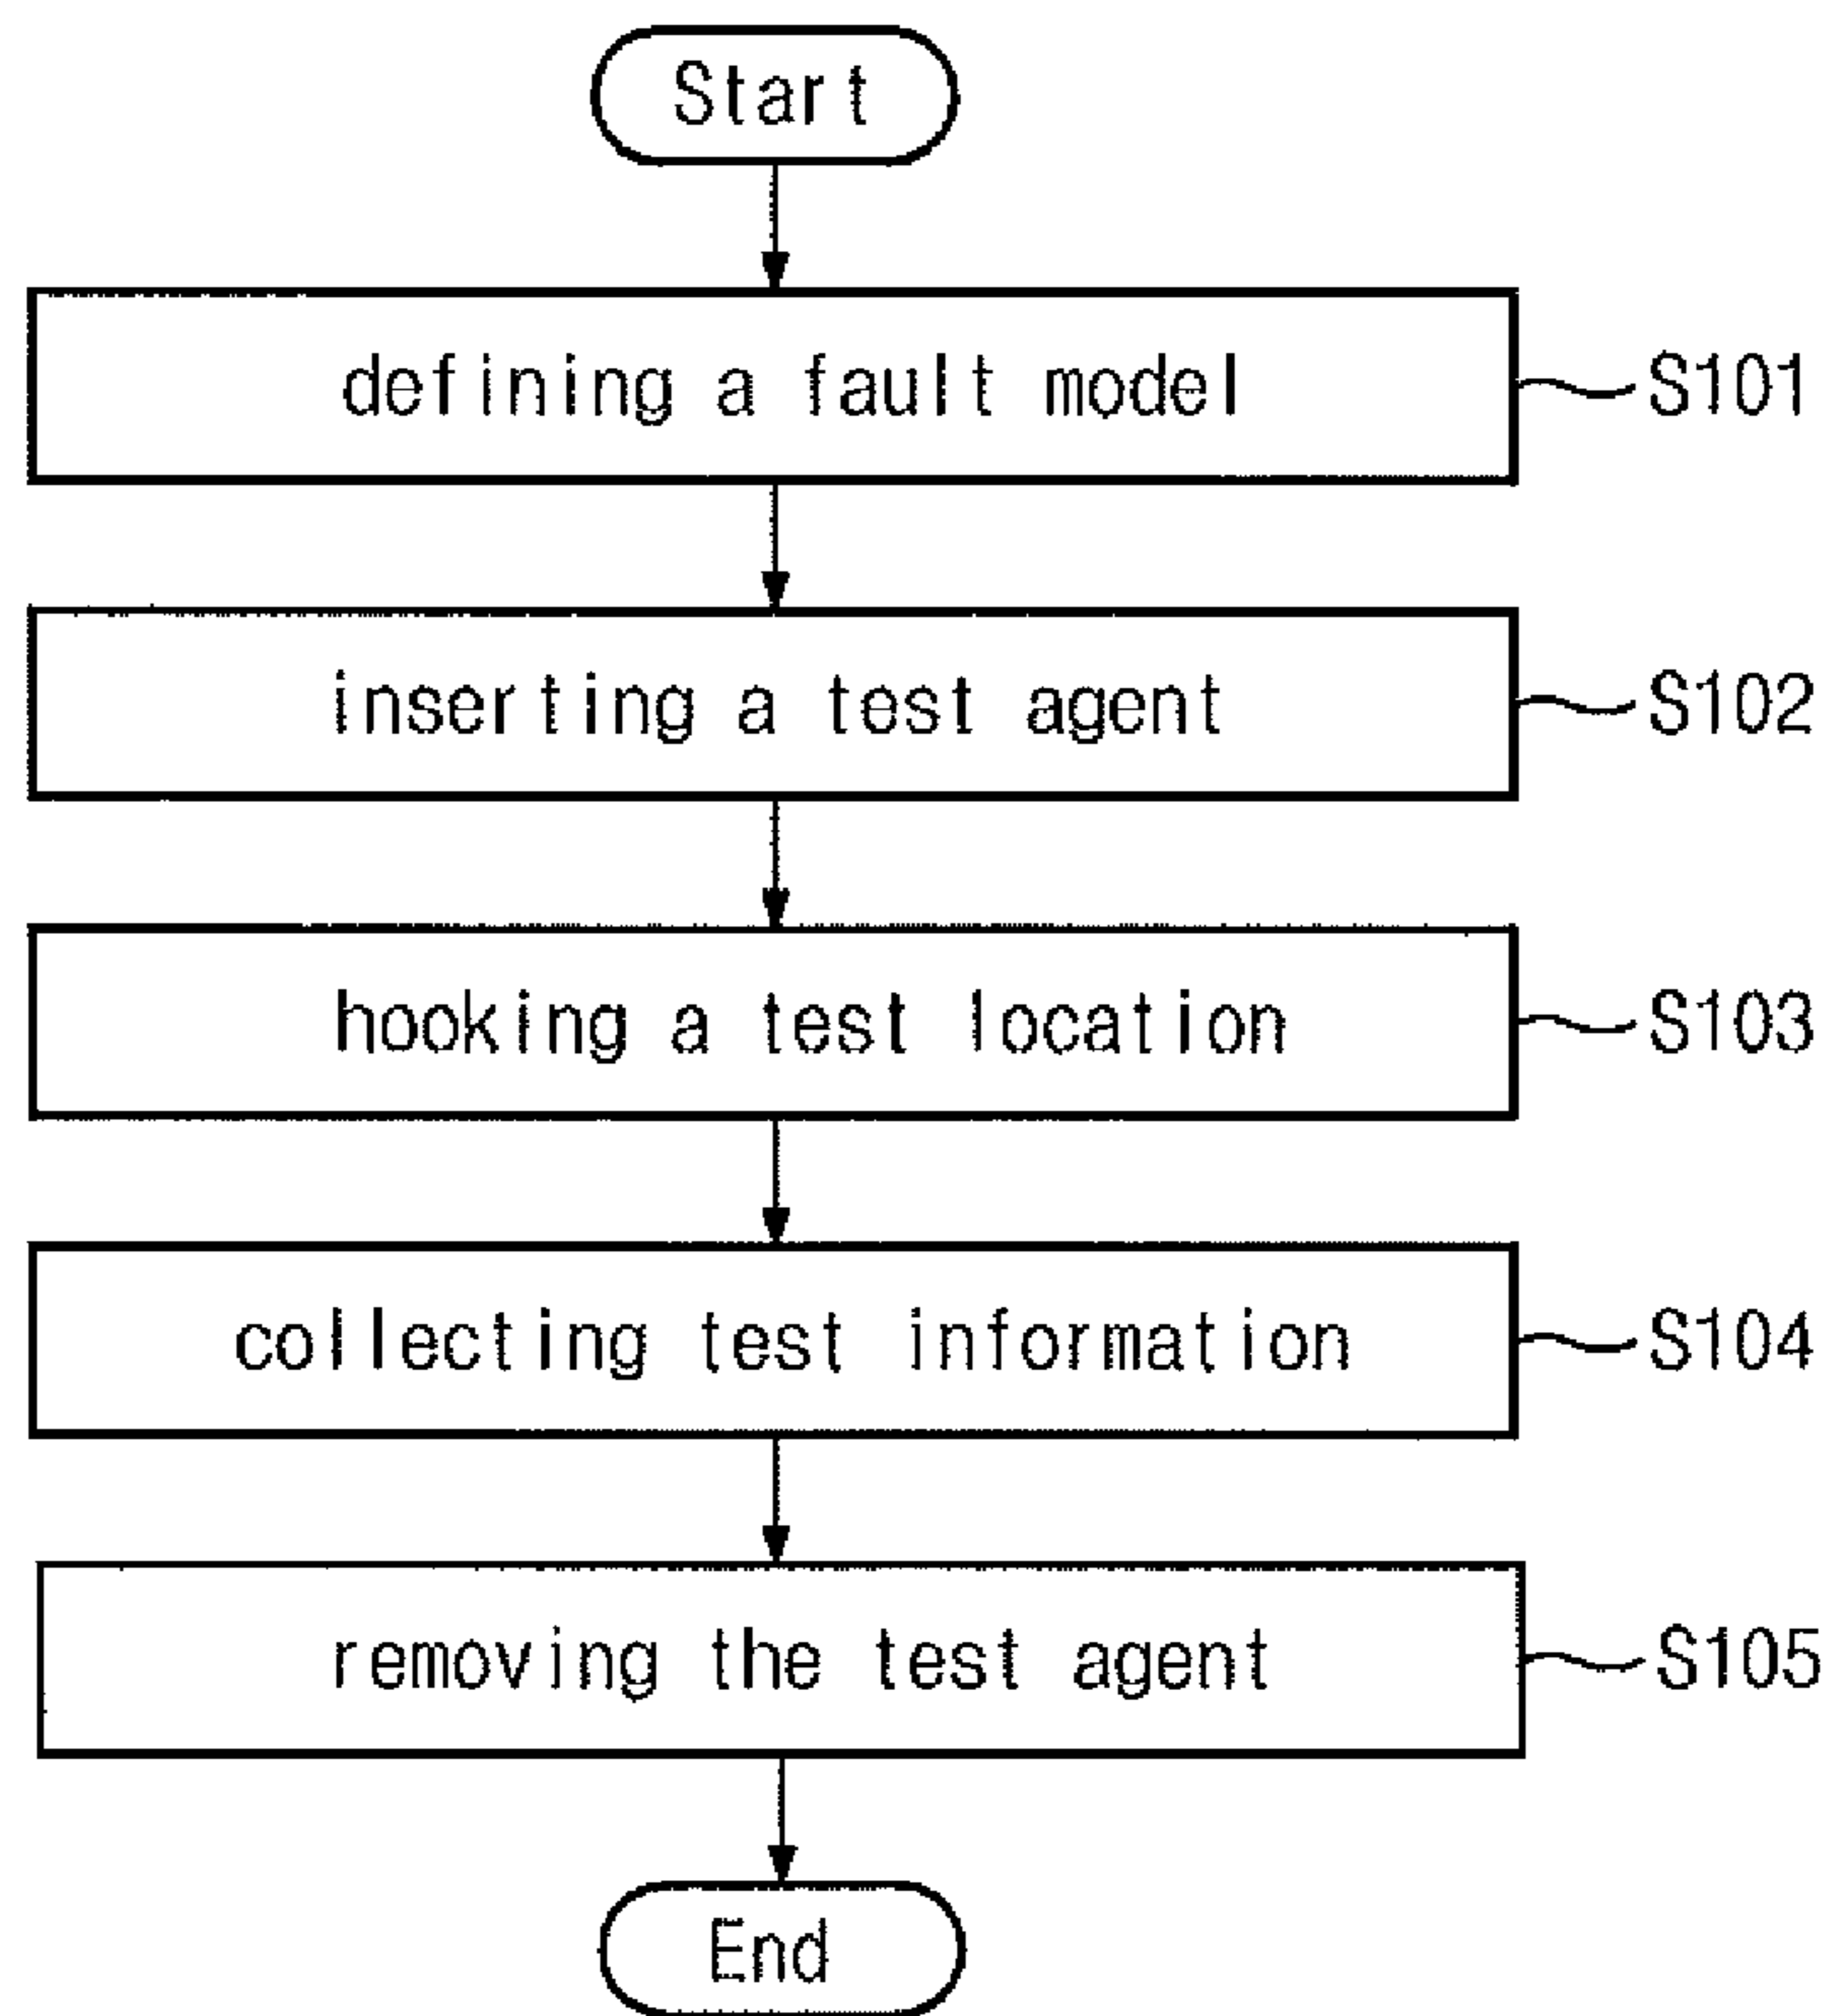 Start
defining a fault model
S101
inserting a test agent
S102
hooking a test location
S103
collecting test information
S104
removing the test agent
S105
End